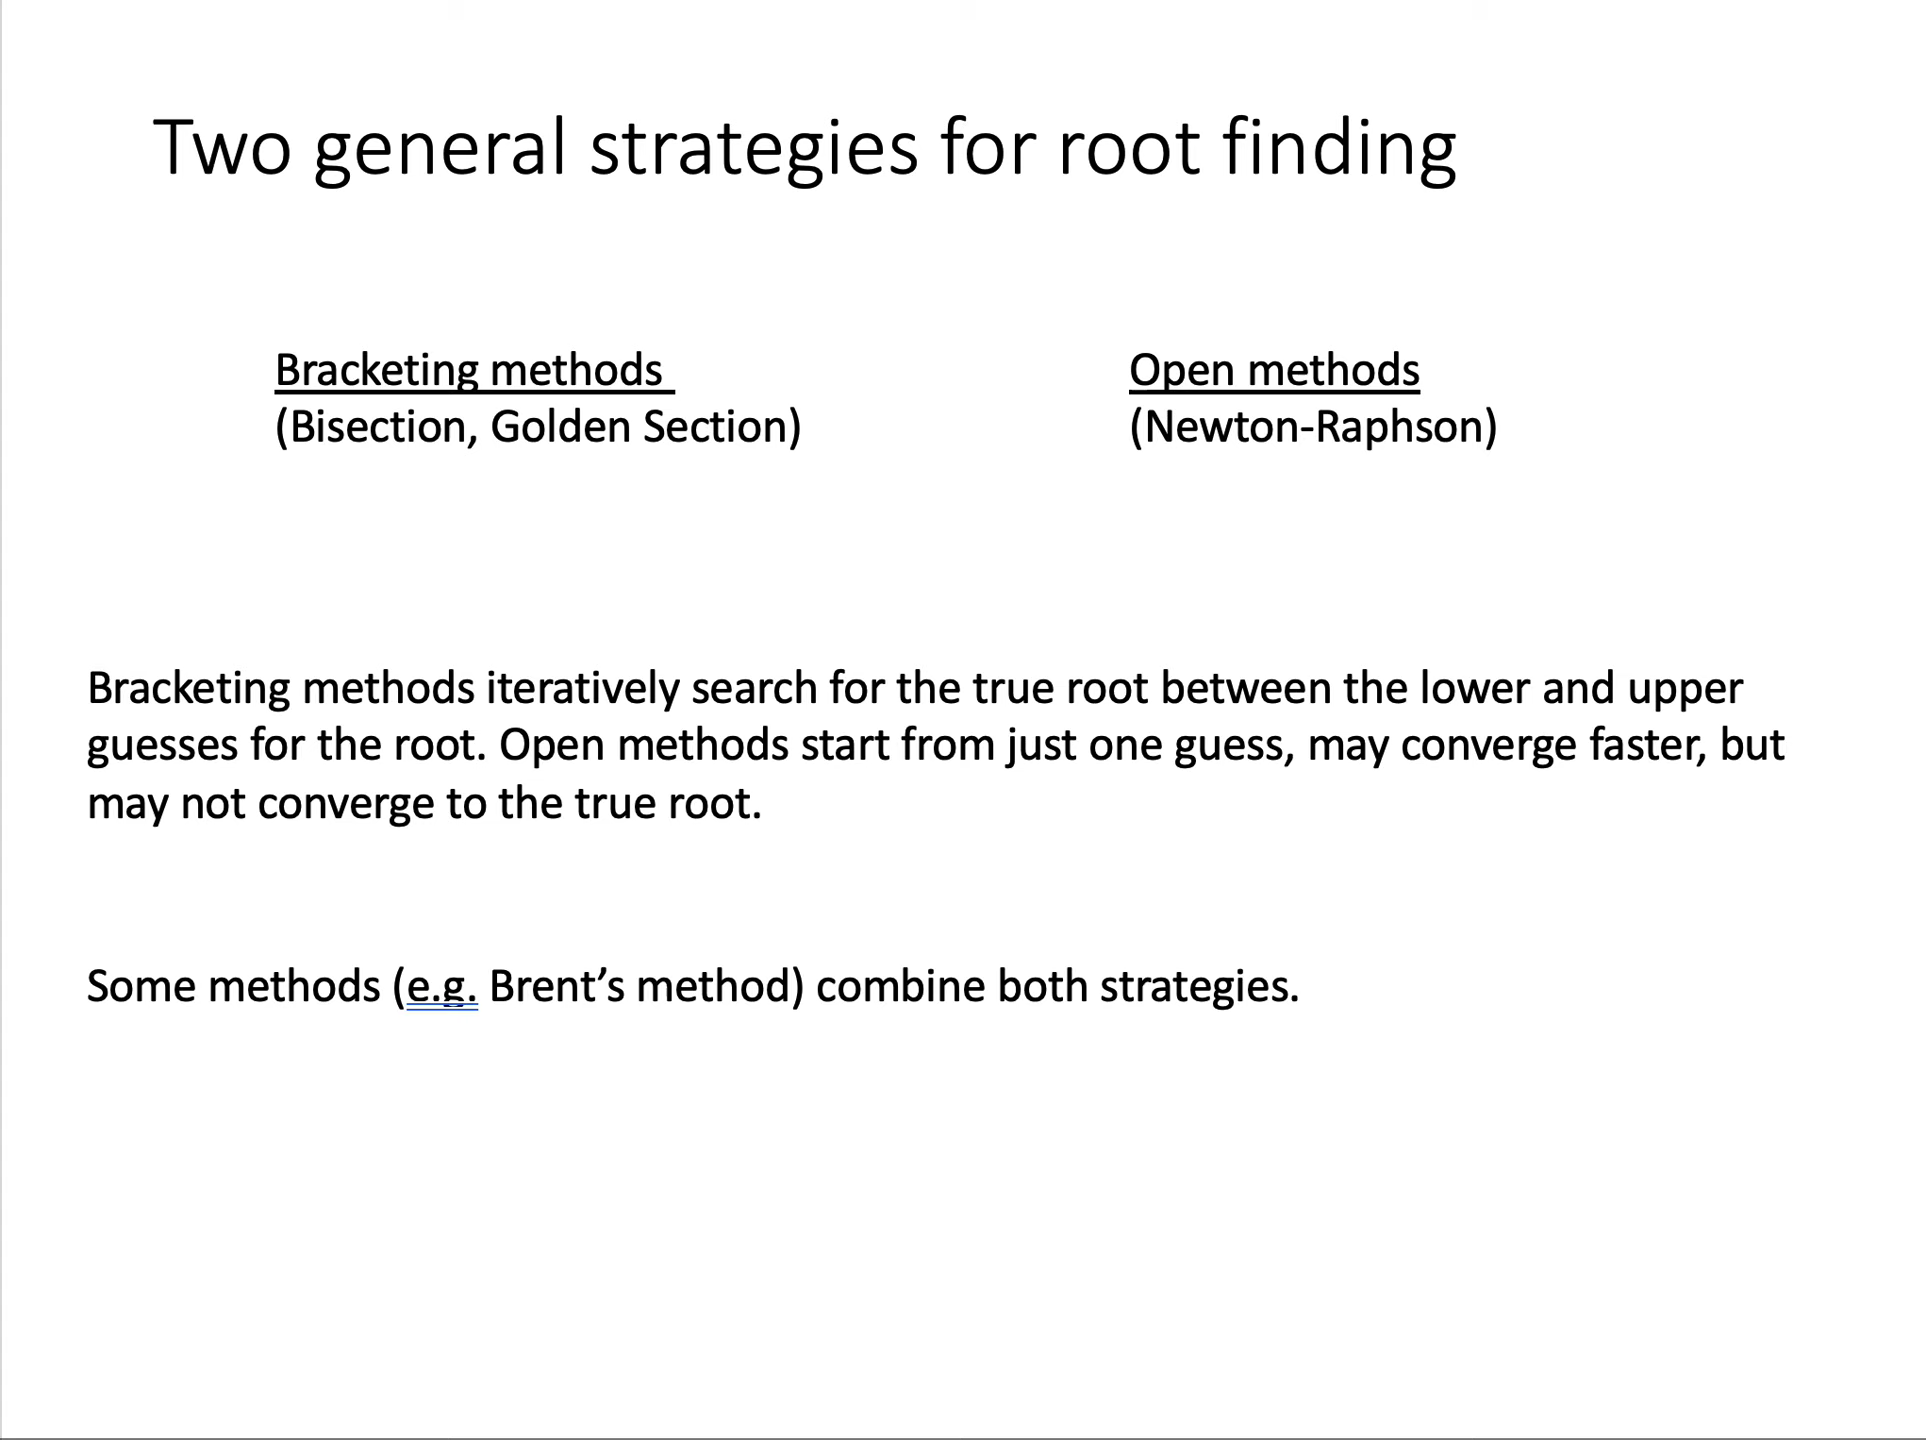 Two general strategies for root finding
Bracketing methods
(Bisection, Golden Section)
Open methods
(Newton-Raphson)
Bracketing methods iteratively search for the true root between the lower and upper
guesses for the root. Open methods start from just one guess, may converge faster, but
may not converge to the true root.
Some methods (e.g. Brent’s method) combine both strategies.